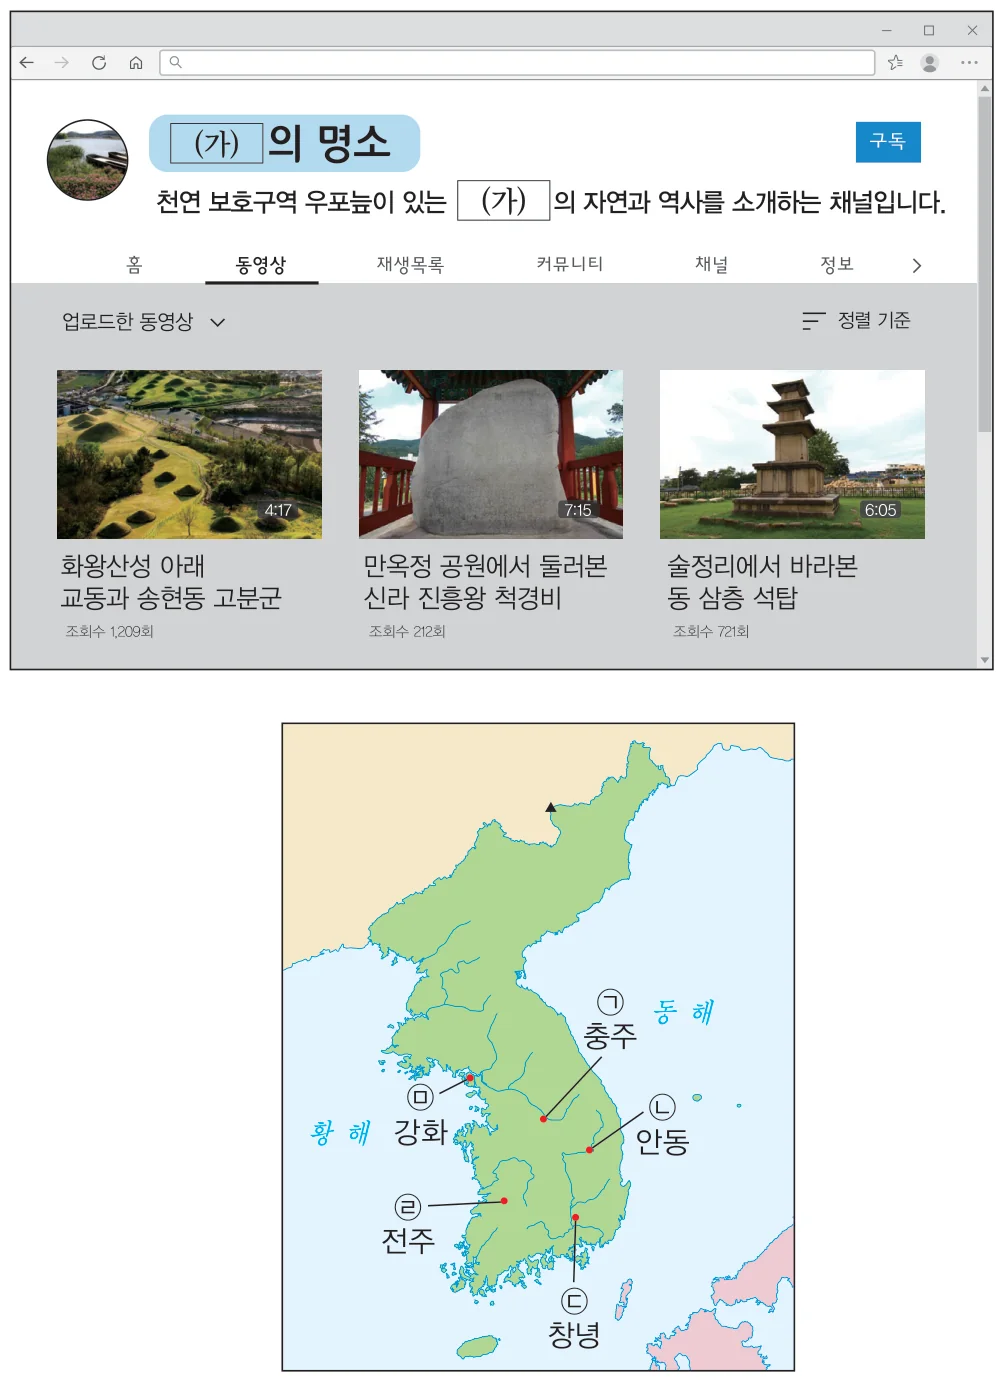 (가) 의 명소
구독
천연 보호구역 우포늪이 있는 (가) 의 자연과 역사를 소개하는 채널입니다.
홈 동영상 재생목록 커뮤니티 채널 정보
업로드한 동영상 정렬 기준
4:17 7:15 6:05
화왕산성 아래
교동과 송현동 고분군
조회수 1,209회
만옥정 공원에서 둘러본
신라 진흥왕 척경비
조회수 212회
술정리에서 바라본
동 삼층 석탑
조회수 721회
㉠
충주
동 해
㉡
안동
㉤
강화
황 해
㉣
전주
㉢
창녕